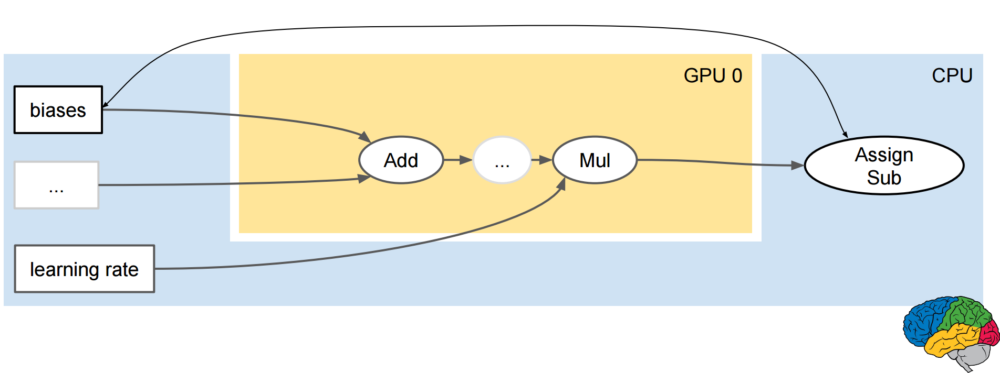 GPU 0
CPU
biases
Add
...
Mul
Assign
Sub
...
learning rate